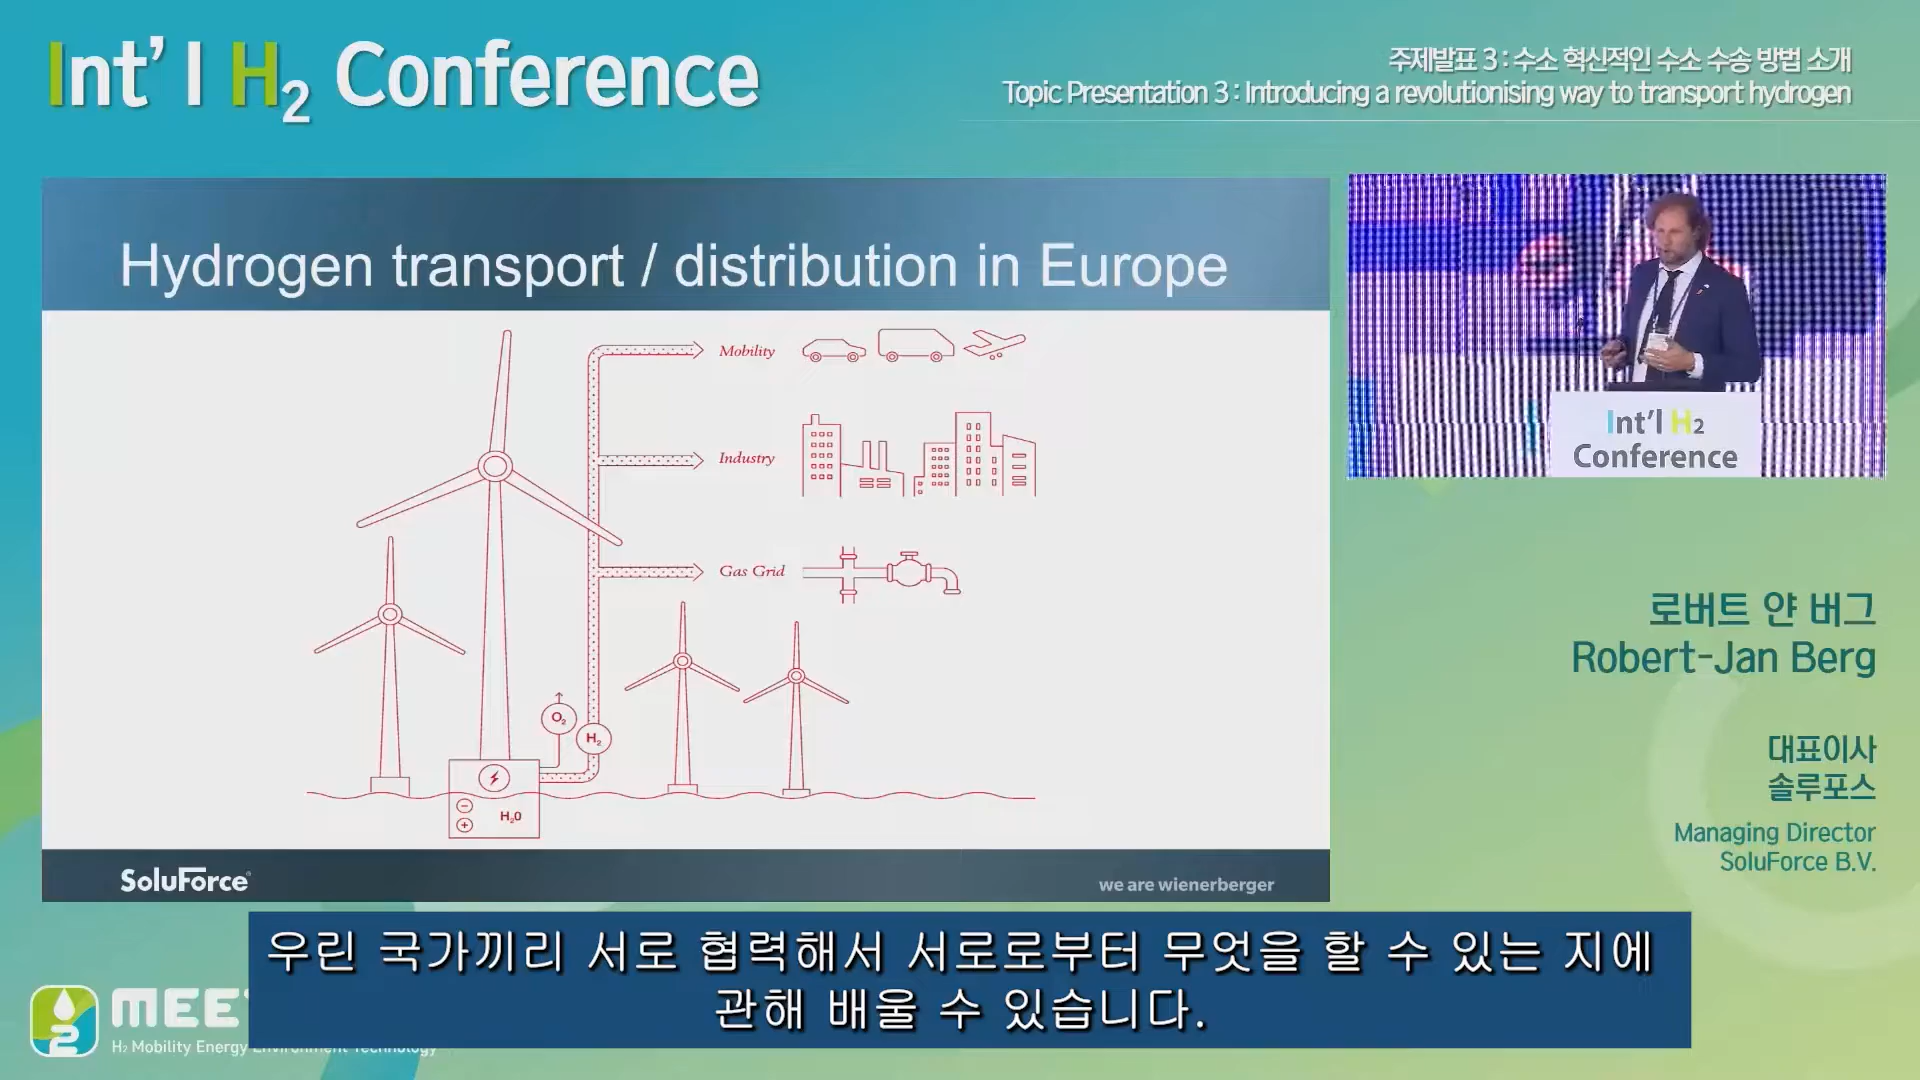 Int' l H₂ Conference
주제발표 3 : 수소 혁신적인 수소 수송 방법 소개
Topic Presentation 3 : Introducing a revolutionising way to transport hydrogen
Hydrogen transport / distribution in Europe
Mobility
Industry
Gas Grid
O₂
H₂
H₂0
SoluForce
we are wienerberger
Int'l H₂
Conference
로버트 얀 버그
Robert-Jan Berg
대표이사
솔루포스
Managing Director
SoluForce B.V.
우린 국가끼리 서로 협력해서 서로로부터 무엇을 할 수 있는 지에
관해 배울 수 있습니다.
MEET
H₂ Mobility Energy Environment Technology